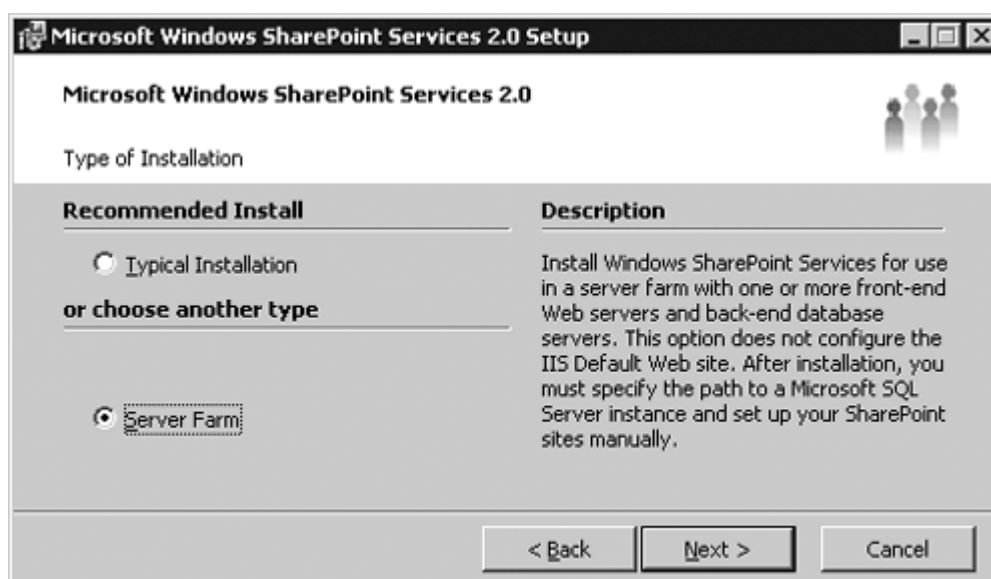 Microsoft Windows SharePoint Services 2.0 Setup
Microsoft Windows SharePoint Services 2.0
Type of Installation
Recommended Install
Typical Installation
or choose another type
Server Farm
Description
Install Windows SharePoint Services for use
in a server farm with one or more front-end
Web servers and back-end database
servers. This option does not configure the
IIS Default Web site. After installation, you
must specify the path to a Microsoft SQL
Server instance and set up your SharePoint
sites manually.
< Back
Next >
Cancel